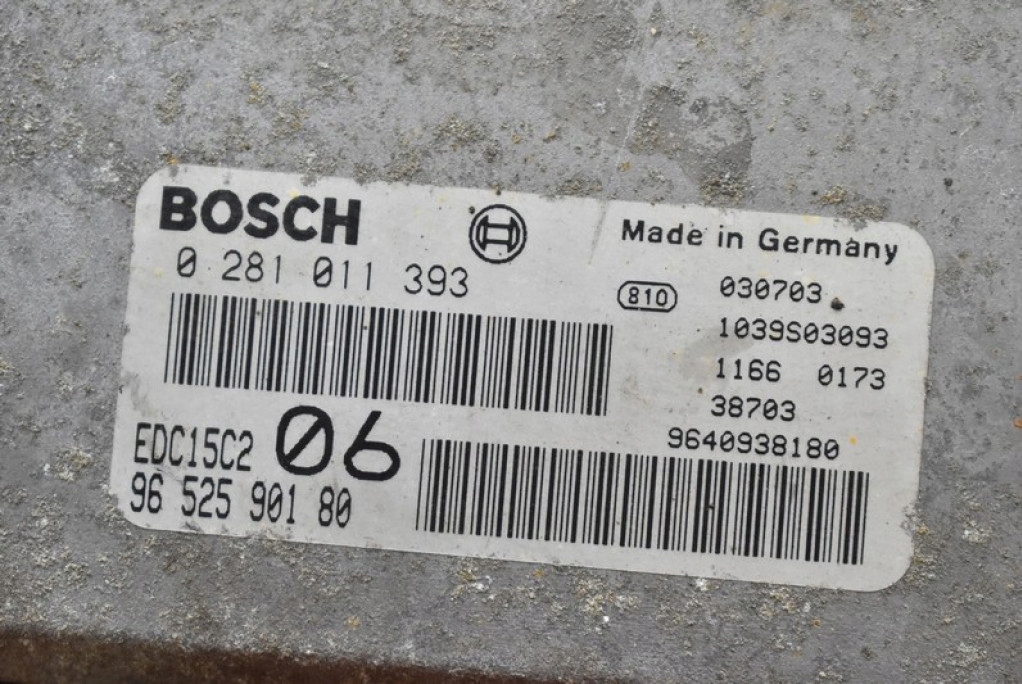 BOSCH
Made in Germany
0 281 011 393
810
030703
1039S03093
1166 0173
38703
9640938180
EDC15C2 06
96 525 901 80